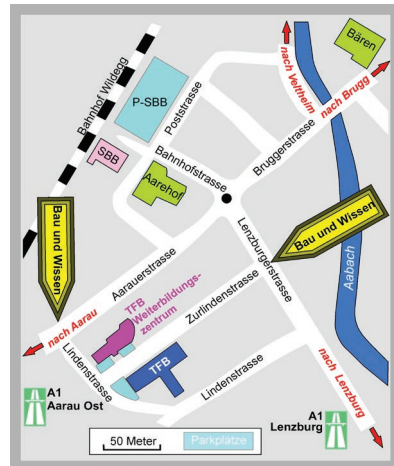 Bären
nach Veltheim
nach Brugg
Bahnhof Wildegg
P-SBB
Poststrasse
SBB
Bahnhofstrasse
Bruggerstrasse
Aarehof
Bau und Wissen
Bau und Wissen
Aarauerstrasse
Lenzburgerstrasse
Aabach
TFB
Weiterbildungs-
zentrum
Zurlindenstrasse
nach Aarau
Lindenstrasse
TFB
Lindenstrasse
nach Lenzburg
A1
Aarau Ost
A1
Lenzburg
50 Meter
Parkplätze